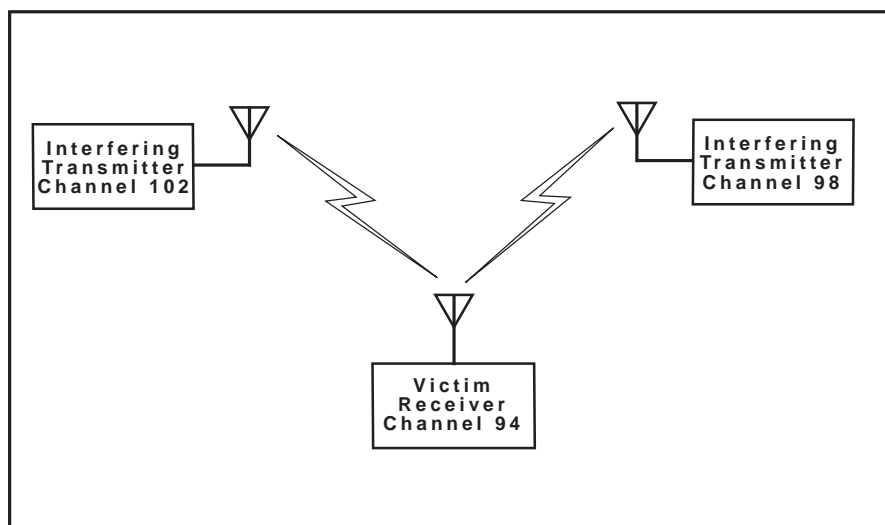 Interfering
Transmitter
Channel 102
Interfering
Transmitter
Channel 98
Victim
Receiver
Channel 94